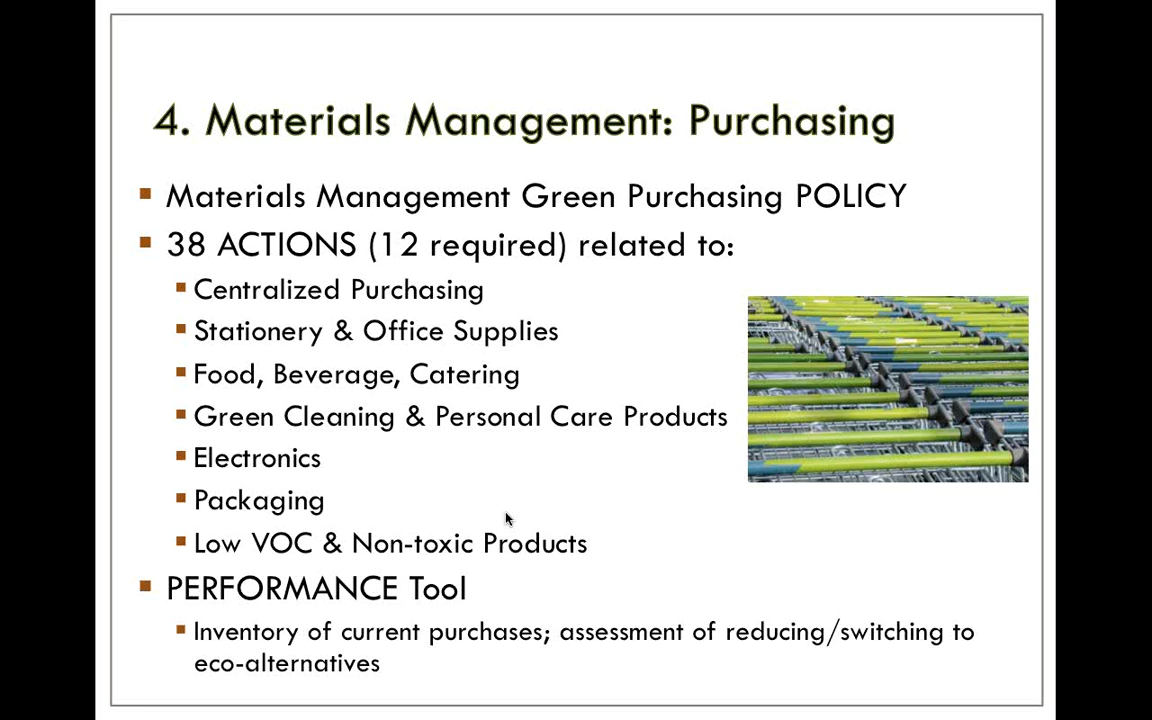 4. Materials Management: Purchasing
Materials Management Green Purchasing POLICY
38 ACTIONS (12 required) related to:
Centralized Purchasing
Stationery & Office Supplies
Food, Beverage, Catering
Green Cleaning & Personal Care Products
Electronics
Packaging
Low VOC & Non-toxic Products
PERFORMANCE Tool
Inventory of current purchases; assessment of reducing/switching to
eco-alternatives